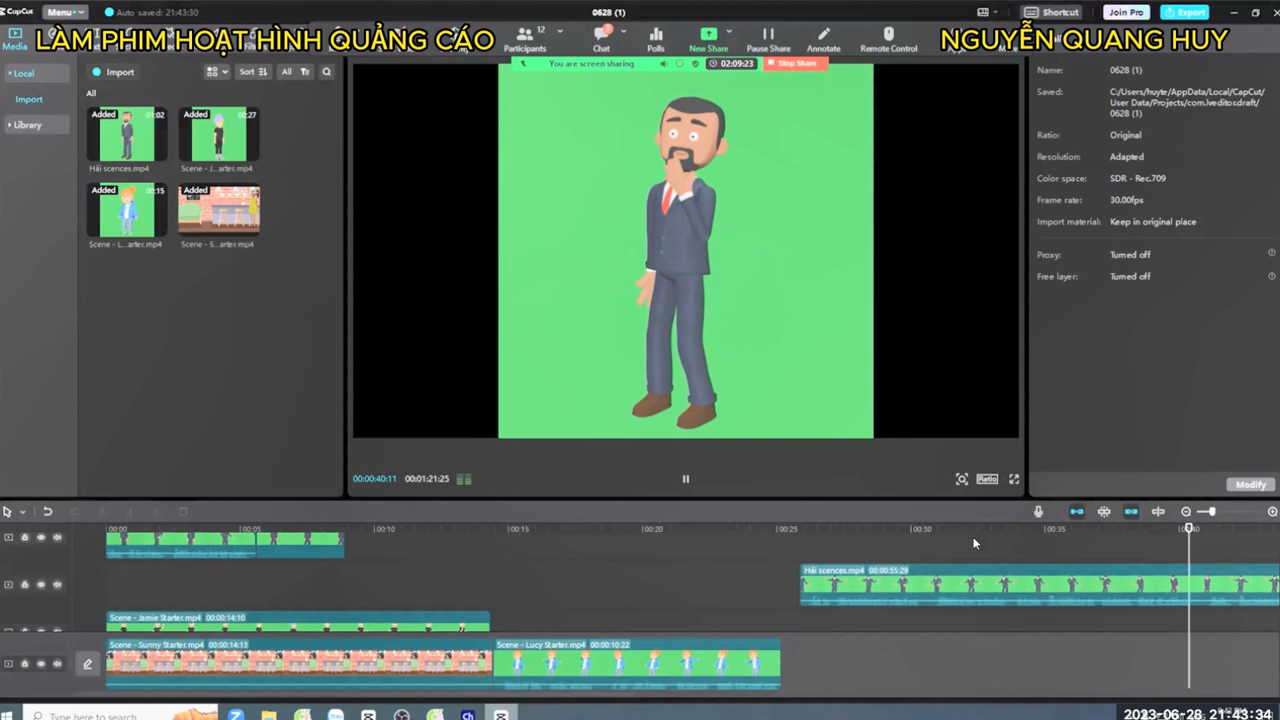 CapCut
Menu
Auto saved: 21:43:30
0628 (1)
Shortcut
Join Pro
Export
LÀM PHIM HOẠT HÌNH QUẢNG CÁO
NGUYỄN QUANG HUY
Media
Participants
12
Chat
Polls
New Share
Pause Share
Annotate
Remote Control
You are screen sharing
02:09:23
Stop Share
Local
Import
Library
Import
Sort
All
All
Added
01:02
Hải scences.mp4
Added
00:27
Scene - J...arter.mp4
Added
00:15
Scene - L...arter.mp4
Added
Scene - S...arter.mp4
Name:
0628 (1)
Saved:
C:/Users/huyte/AppData/Local/CapCut/
User Data/Projects/com.lveditor.draft/
0628 (1)
Ratio:
Original
Resolution:
Adapted
Color space:
SDR - Rec.709
Frame rate:
30.00fps
Import material:
Keep in original place
Proxy:
Turned off
Free layer:
Turned off
Modify
00:00:40:11
00:01:21:25
Ratio
00:00
00:05
00:10
00:15
00:20
00:25
00:30
00:35
00:40
Hải scences.mp4 00:00:55:29
Scene - Jamie Starter.mp4 00:00:14:10
Scene - Sunny Starter.mp4 00:00:14:13
Scene - Lucy Starter.mp4 00:00:10:22
Type here to search
2023-06-28 21:43:34